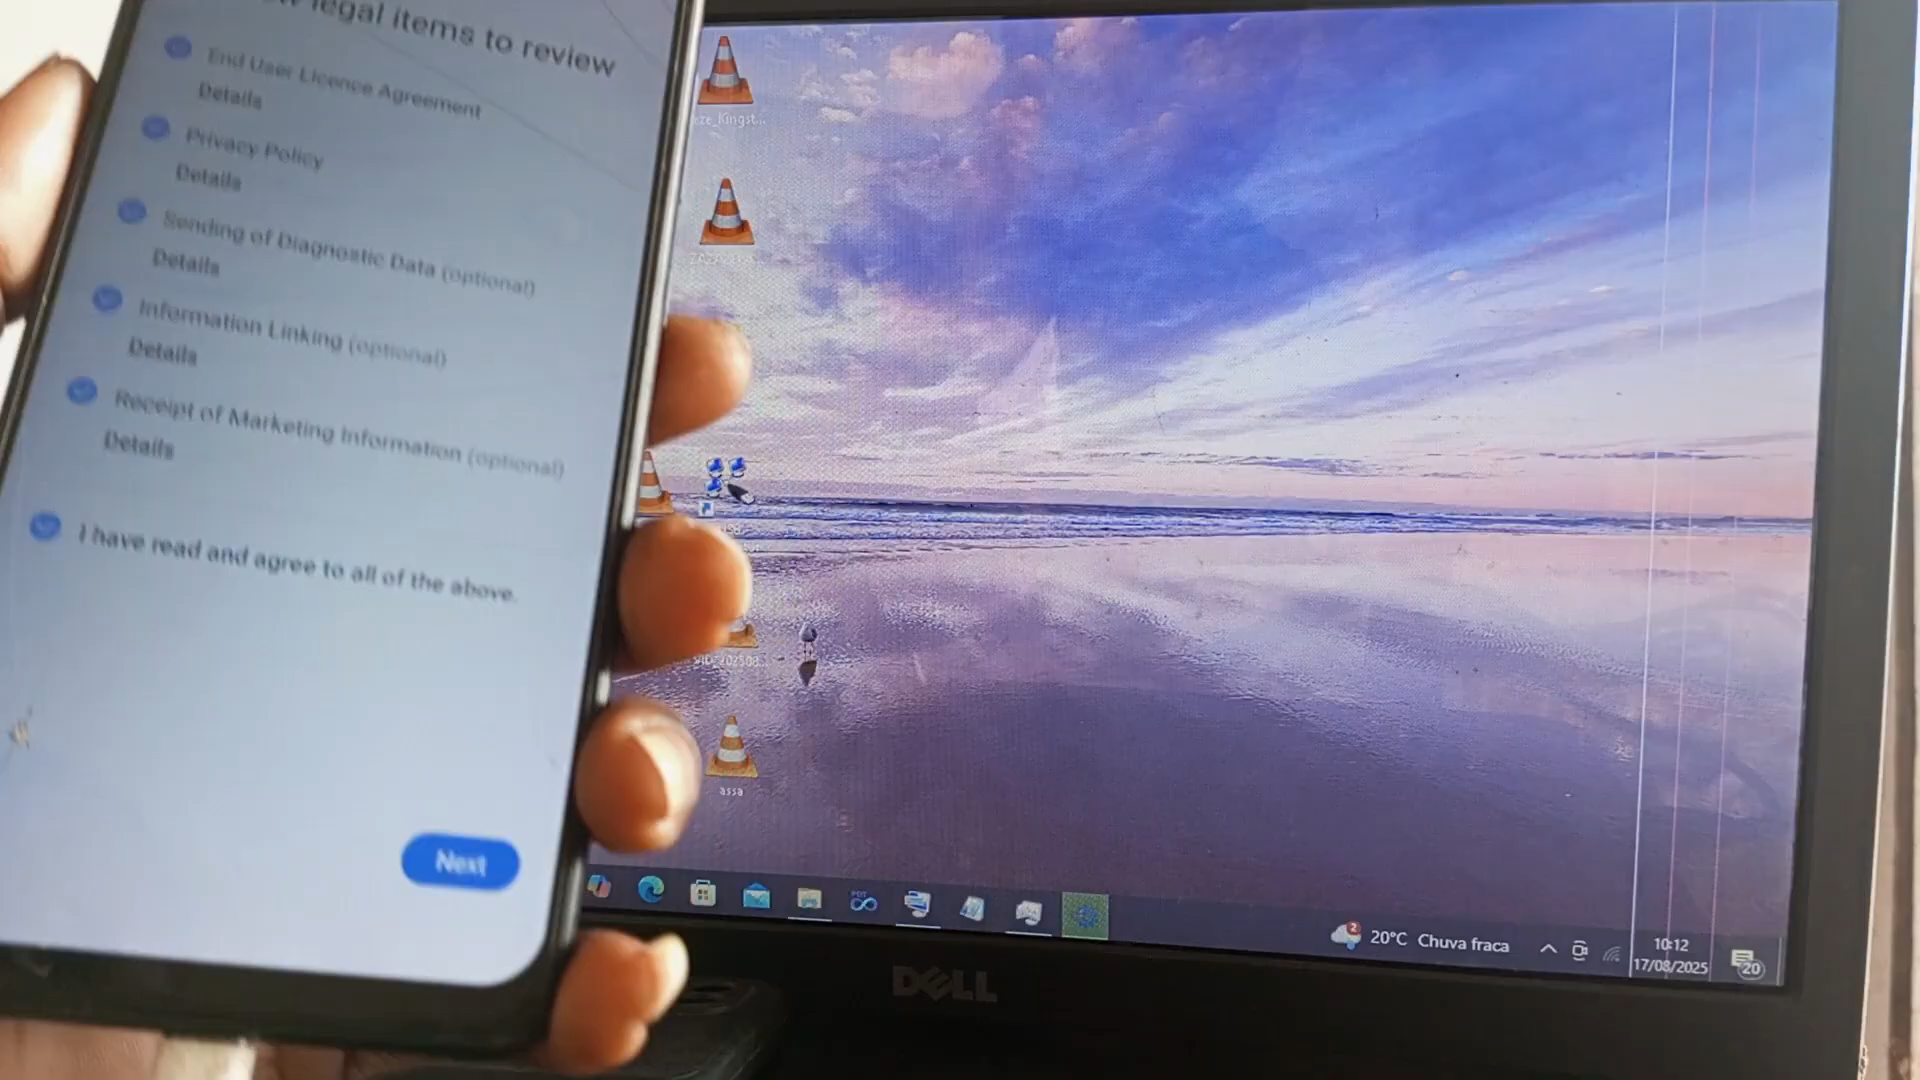 legal items to review
End User Licence Agreement
Details
Privacy Policy
Details
Sending of Diagnostic Data (optional)
Details
Information Linking (optional)
Details
Receipt of Marketing Information (optional)
Details
I have read and agree to all of the above.
Next
assa
2
20°C Chuva fraca
10:12
17/08/2025
20
DELL